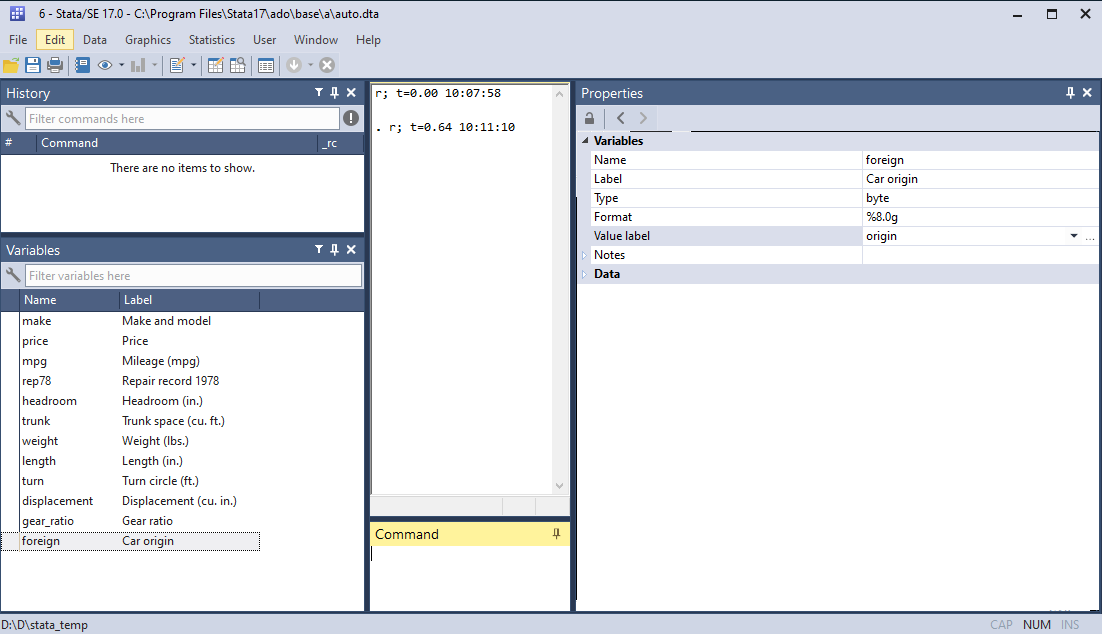 6 - Stata/SE 17.0 - C:\Program Files\Stata17\ado\base\a\auto.dta
File Edit Data Graphics Statistics User Window Help
History
Filter commands here
# Command _rc
There are no items to show.
Variables
Filter variables here
Name Label
make Make and model
price Price
mpg Mileage (mpg)
rep78 Repair record 1978
headroom Headroom (in.)
trunk Trunk space (cu. ft.)
weight Weight (lbs.)
length Length (in.)
turn Turn circle (ft.)
displacement Displacement (cu. in.)
gear_ratio Gear ratio
foreign Car origin
r; t=0.00 10:07:58
. r; t=0.64 10:11:10
Command
Properties
Variables
Name foreign
Label Car origin
Type byte
Format %8.0g
Value label origin ...
Notes
Data
D:\D\stata_temp
CAP NUM INS